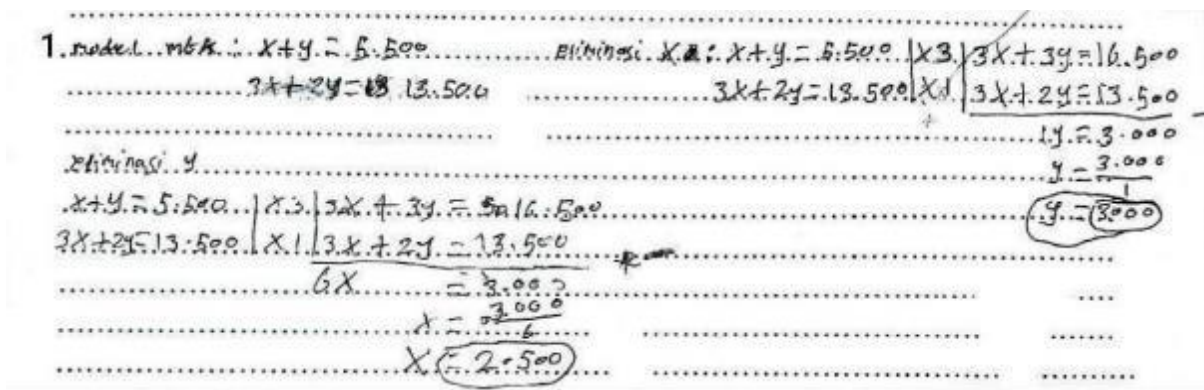 1. model mtk : x+y = 5.500
3x+2y = 13.500
eliminasi x : x+y = 5.500 |x3| 3x+3y = 16.500
3x+2y = 13.500 |x1| 3x+2y = 13.500 -
1y = 3.000
y = 3.000/1
y = 3000
eliminasi y
x+y = 5.500 |x3| 3x + 3y = 16.500
3x+2y = 13.500 |x1| 3x + 2y = 13.500
6x = 3.000
x = 3.000/6
x = 2.500